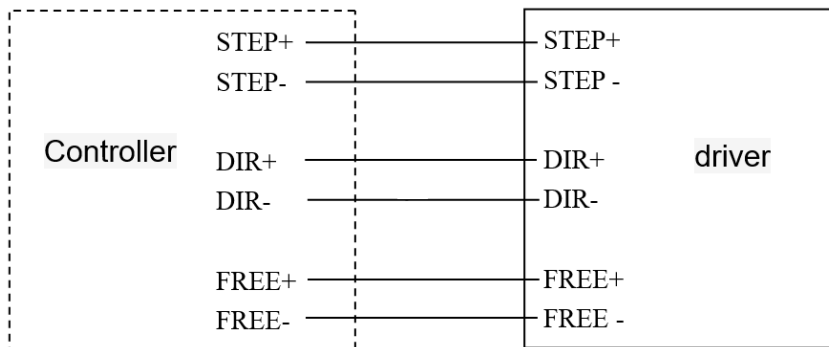 STEP+ STEP+
STEP- STEP -
Controller
DIR+ DIR+
driver
DIR- DIR-
FREE+ FREE+
FREE- FREE -